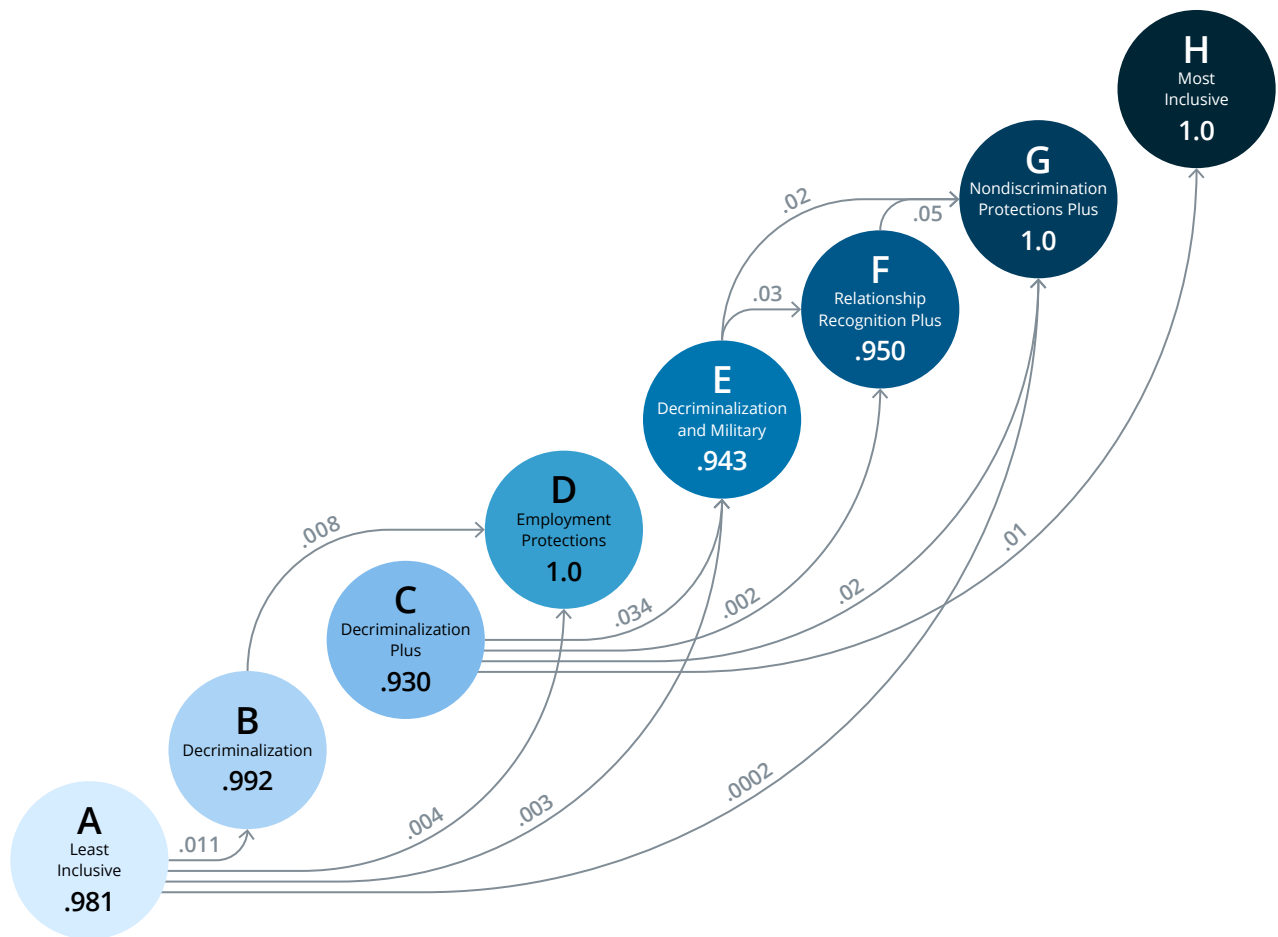 H
Most
Inclusive
1.0
G
Nondiscrimination
Protections Plus
1.0
.02
.05
F
Relationship
Recognition Plus
.950
.03
E
Decriminalization
and Military
.943
D
Employment
Protections
1.0
.008
.01
C
Decriminalization
Plus
.930
.034
.002
.02
B
Decriminalization
.992
A
Least
Inclusive
.981
.011
.004
.003
.0002